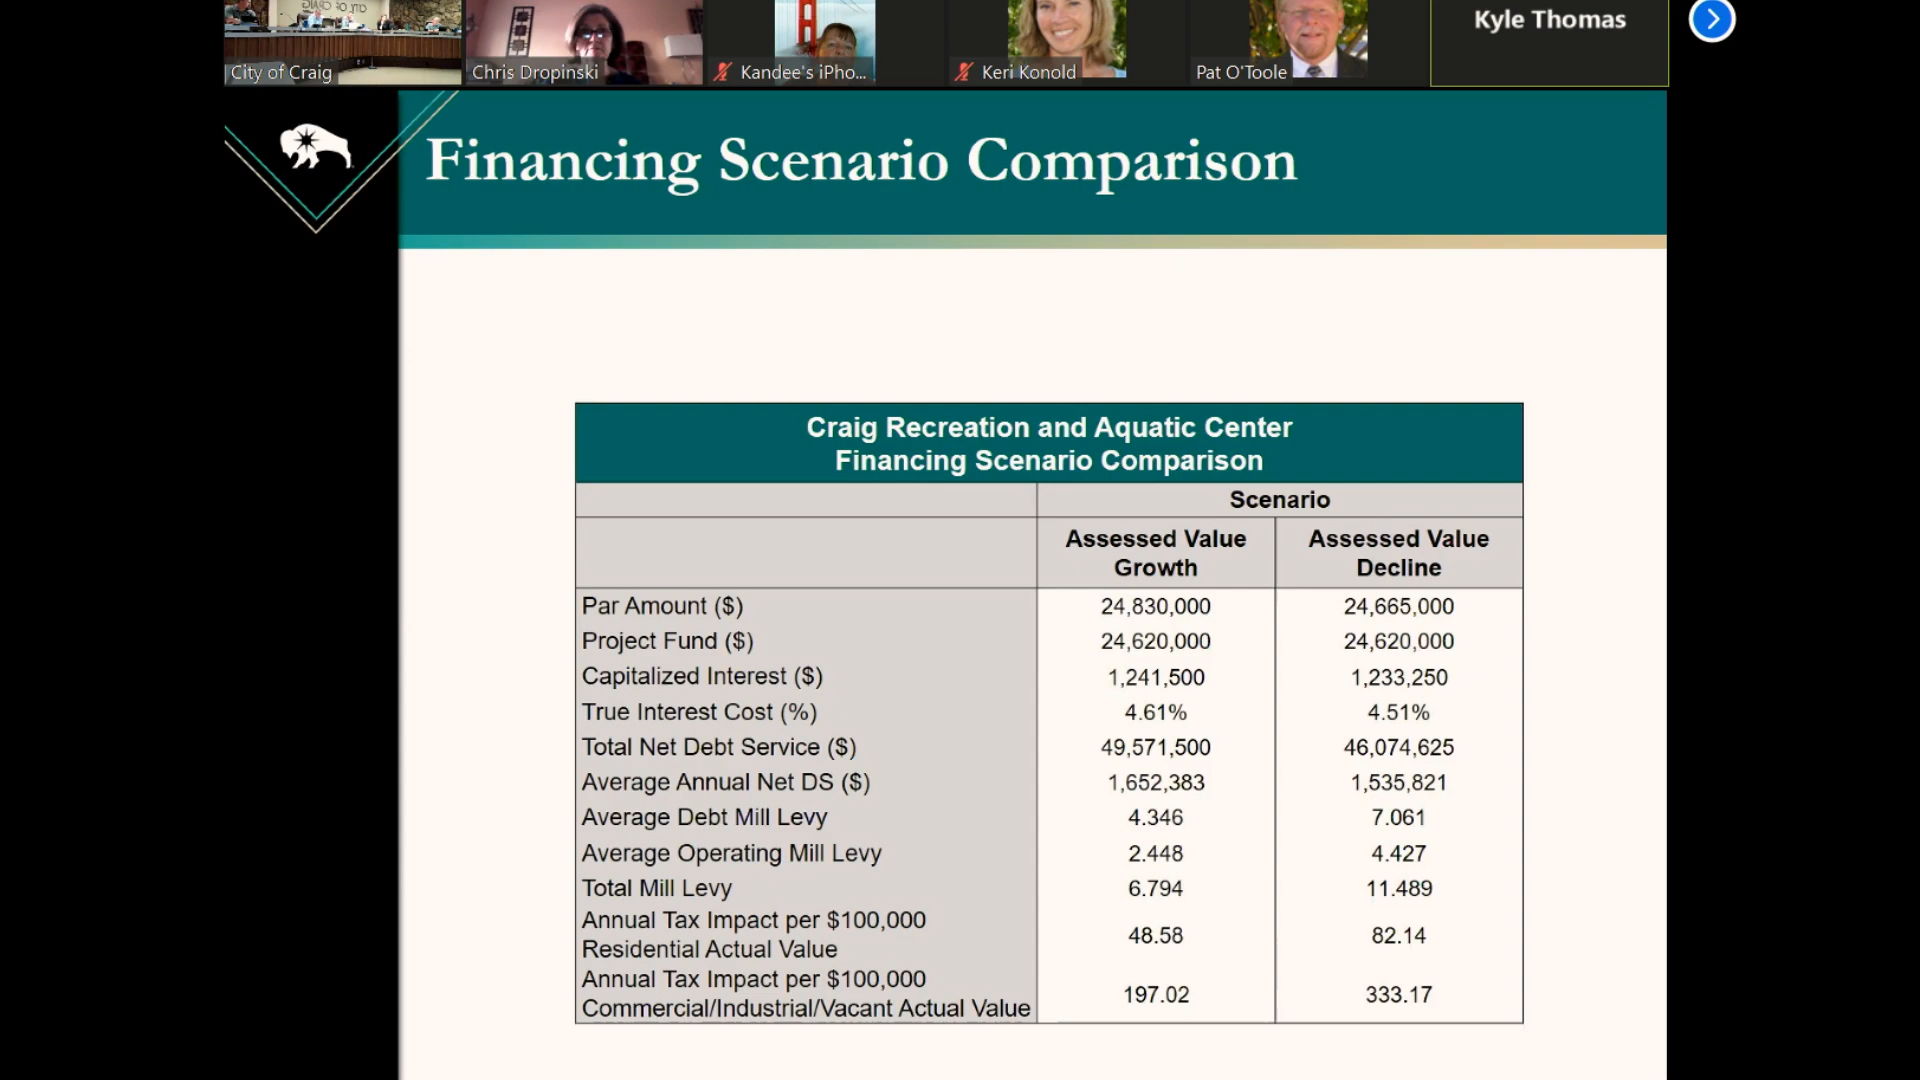 CITY OF CRAIG
City of Craig
Chris Dropinski
Kandee's iPho...
Keri Konold
Pat O'Toole
Kyle Thomas
Financing Scenario Comparison
Craig Recreation and Aquatic Center
Financing Scenario Comparison
Scenario
Assessed Value Growth
Assessed Value Decline
Par Amount ($) 24,830,000 24,665,000
Project Fund ($) 24,620,000 24,620,000
Capitalized Interest ($) 1,241,500 1,233,250
True Interest Cost (%) 4.61% 4.51%
Total Net Debt Service ($) 49,571,500 46,074,625
Average Annual Net DS ($) 1,652,383 1,535,821
Average Debt Mill Levy 4.346 7.061
Average Operating Mill Levy 2.448 4.427
Total Mill Levy 6.794 11.489
Annual Tax Impact per $100,000
Residential Actual Value 48.58 82.14
Annual Tax Impact per $100,000
Commercial/Industrial/Vacant Actual Value 197.02 333.17